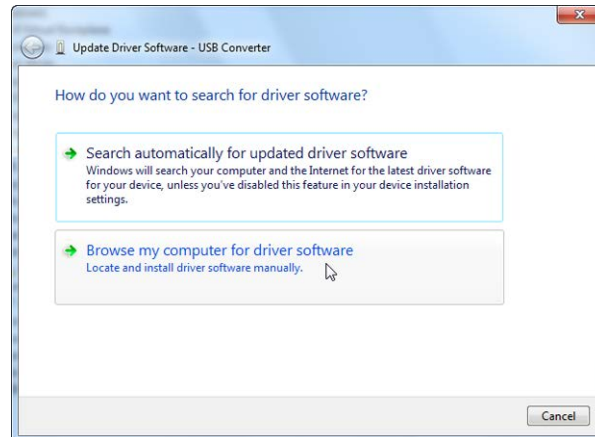 Update Driver Software - USB Converter
How do you want to search for driver software?
Search automatically for updated driver software
Windows will search your computer and the Internet for the latest driver software
for your device, unless you've disabled this feature in your device installation
settings.
Browse my computer for driver software
Locate and install driver software manually.
Cancel